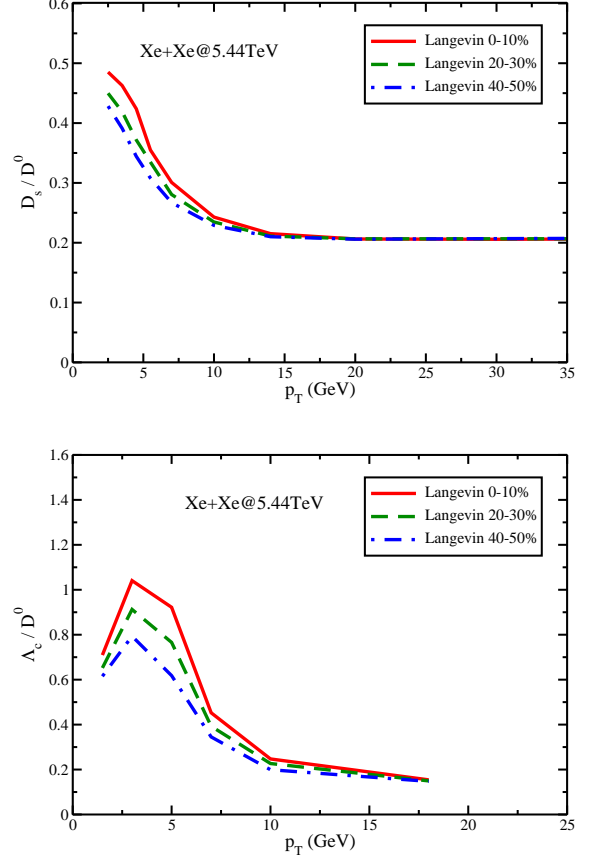 0.6
Xe+Xe@5.44TeV
Langevin 0-10%
Langevin 20-30%
Langevin 40-50%
0.5
0.4
0.3
0.2
0.1
0
D_s / D^0
0 5 10 15 20 25 30 35
p_T (GeV)
1.6
Xe+Xe@5.44TeV
Langevin 0-10%
Langevin 20-30%
Langevin 40-50%
1.4
1.2
1
0.8
0.6
0.4
0.2
0
Λ_c / D^0
0 5 10 15 20 25
p_T (GeV)